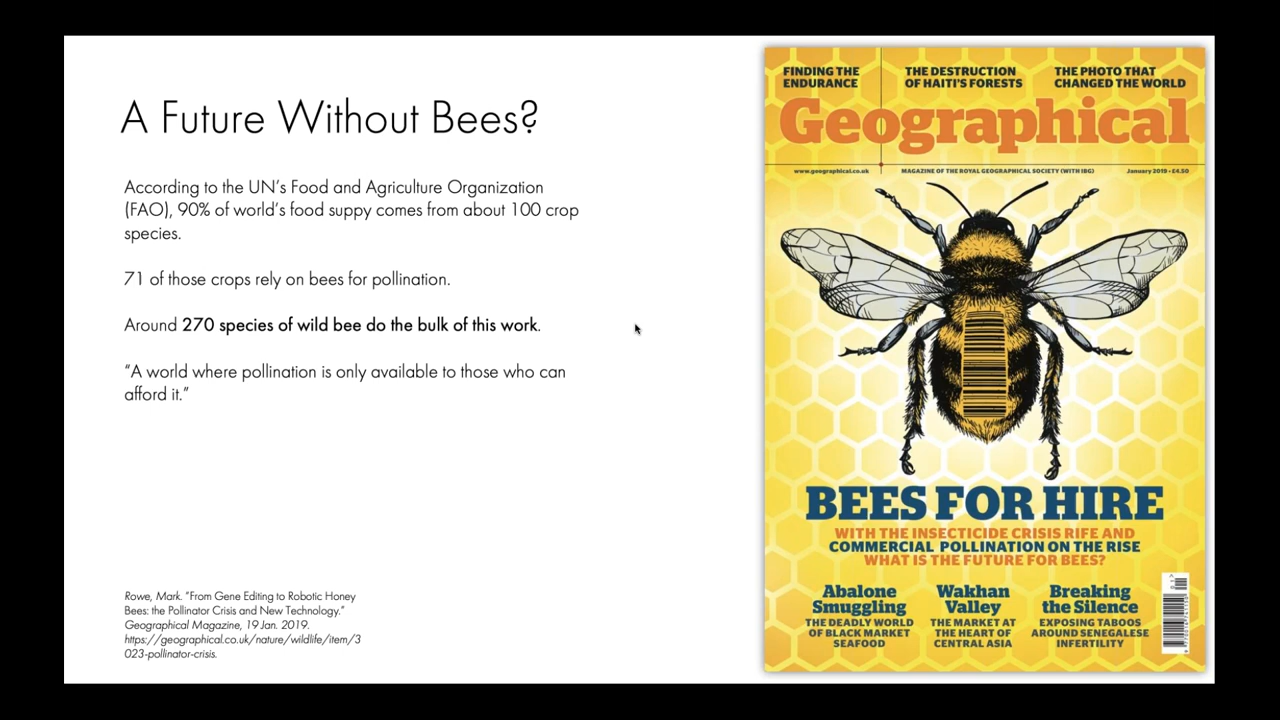 A Future Without Bees?
According to the UN's Food and Agriculture Organization
(FAO), 90% of world's food suppy comes from about 100 crop
species.
71 of those crops rely on bees for pollination.
Around 270 species of wild bee do the bulk of this work.
“A world where pollination is only available to those who can
afford it.”
Rowe, Mark. “From Gene Editing to Robotic Honey
Bees: the Pollinator Crisis and New Technology.”
Geographical Magazine, 19 Jan. 2019.
https://geographical.co.uk/nature/wildlife/item/3
023-pollinator-crisis.
FINDING THE
ENDURANCE
THE DESTRUCTION
OF HAITI'S FORESTS
THE PHOTO THAT
CHANGED THE WORLD
Geographical
www.geographical.co.uk
MAGAZINE OF THE ROYAL GEOGRAPHICAL SOCIETY (WITH IBG)
January 2019 • £4.50
BEES FOR HIRE
WITH THE INSECTICIDE CRISIS RIFE AND
COMMERCIAL POLLINATION ON THE RISE
WHAT IS THE FUTURE FOR BEES?
Abalone
Smuggling
THE DEADLY WORLD
OF BLACK MARKET
SEAFOOD
Wakhan
Valley
THE MARKET AT
THE HEART OF
CENTRAL ASIA
Breaking
the Silence
EXPOSING TABOOS
AROUND SENEGALESE
INFERTILITY